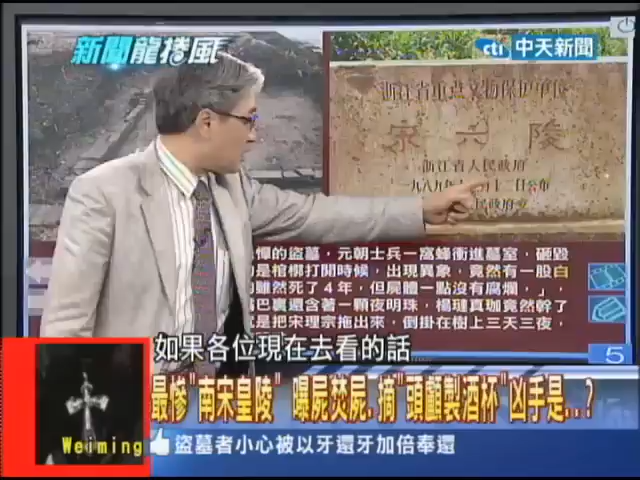 新聞龍捲風
cti 中天新聞
浙江省重点文物保护单位
宋六陵
浙江省人民政府
一九八九年十二月十二日公布
民政府立
悍的盜墓，元朝士兵一窩蜂衝進墓室，砸毀
是棺槨打開時候，出現異象，竟然有一股白
雖然死了４年，但屍體一點沒有腐爛，」，
嘴巴裏還含著一顆夜明珠，楊璉真珈竟然幹了
是把宋理宗拖出來，倒掛在樹上三天三夜，
5
如果各位現在去看的話
最慘"南宋皇陵" 曝屍焚屍.摘"頭顱製酒杯"凶手是..?
Weiming
盜墓者小心被以牙還牙加倍奉還